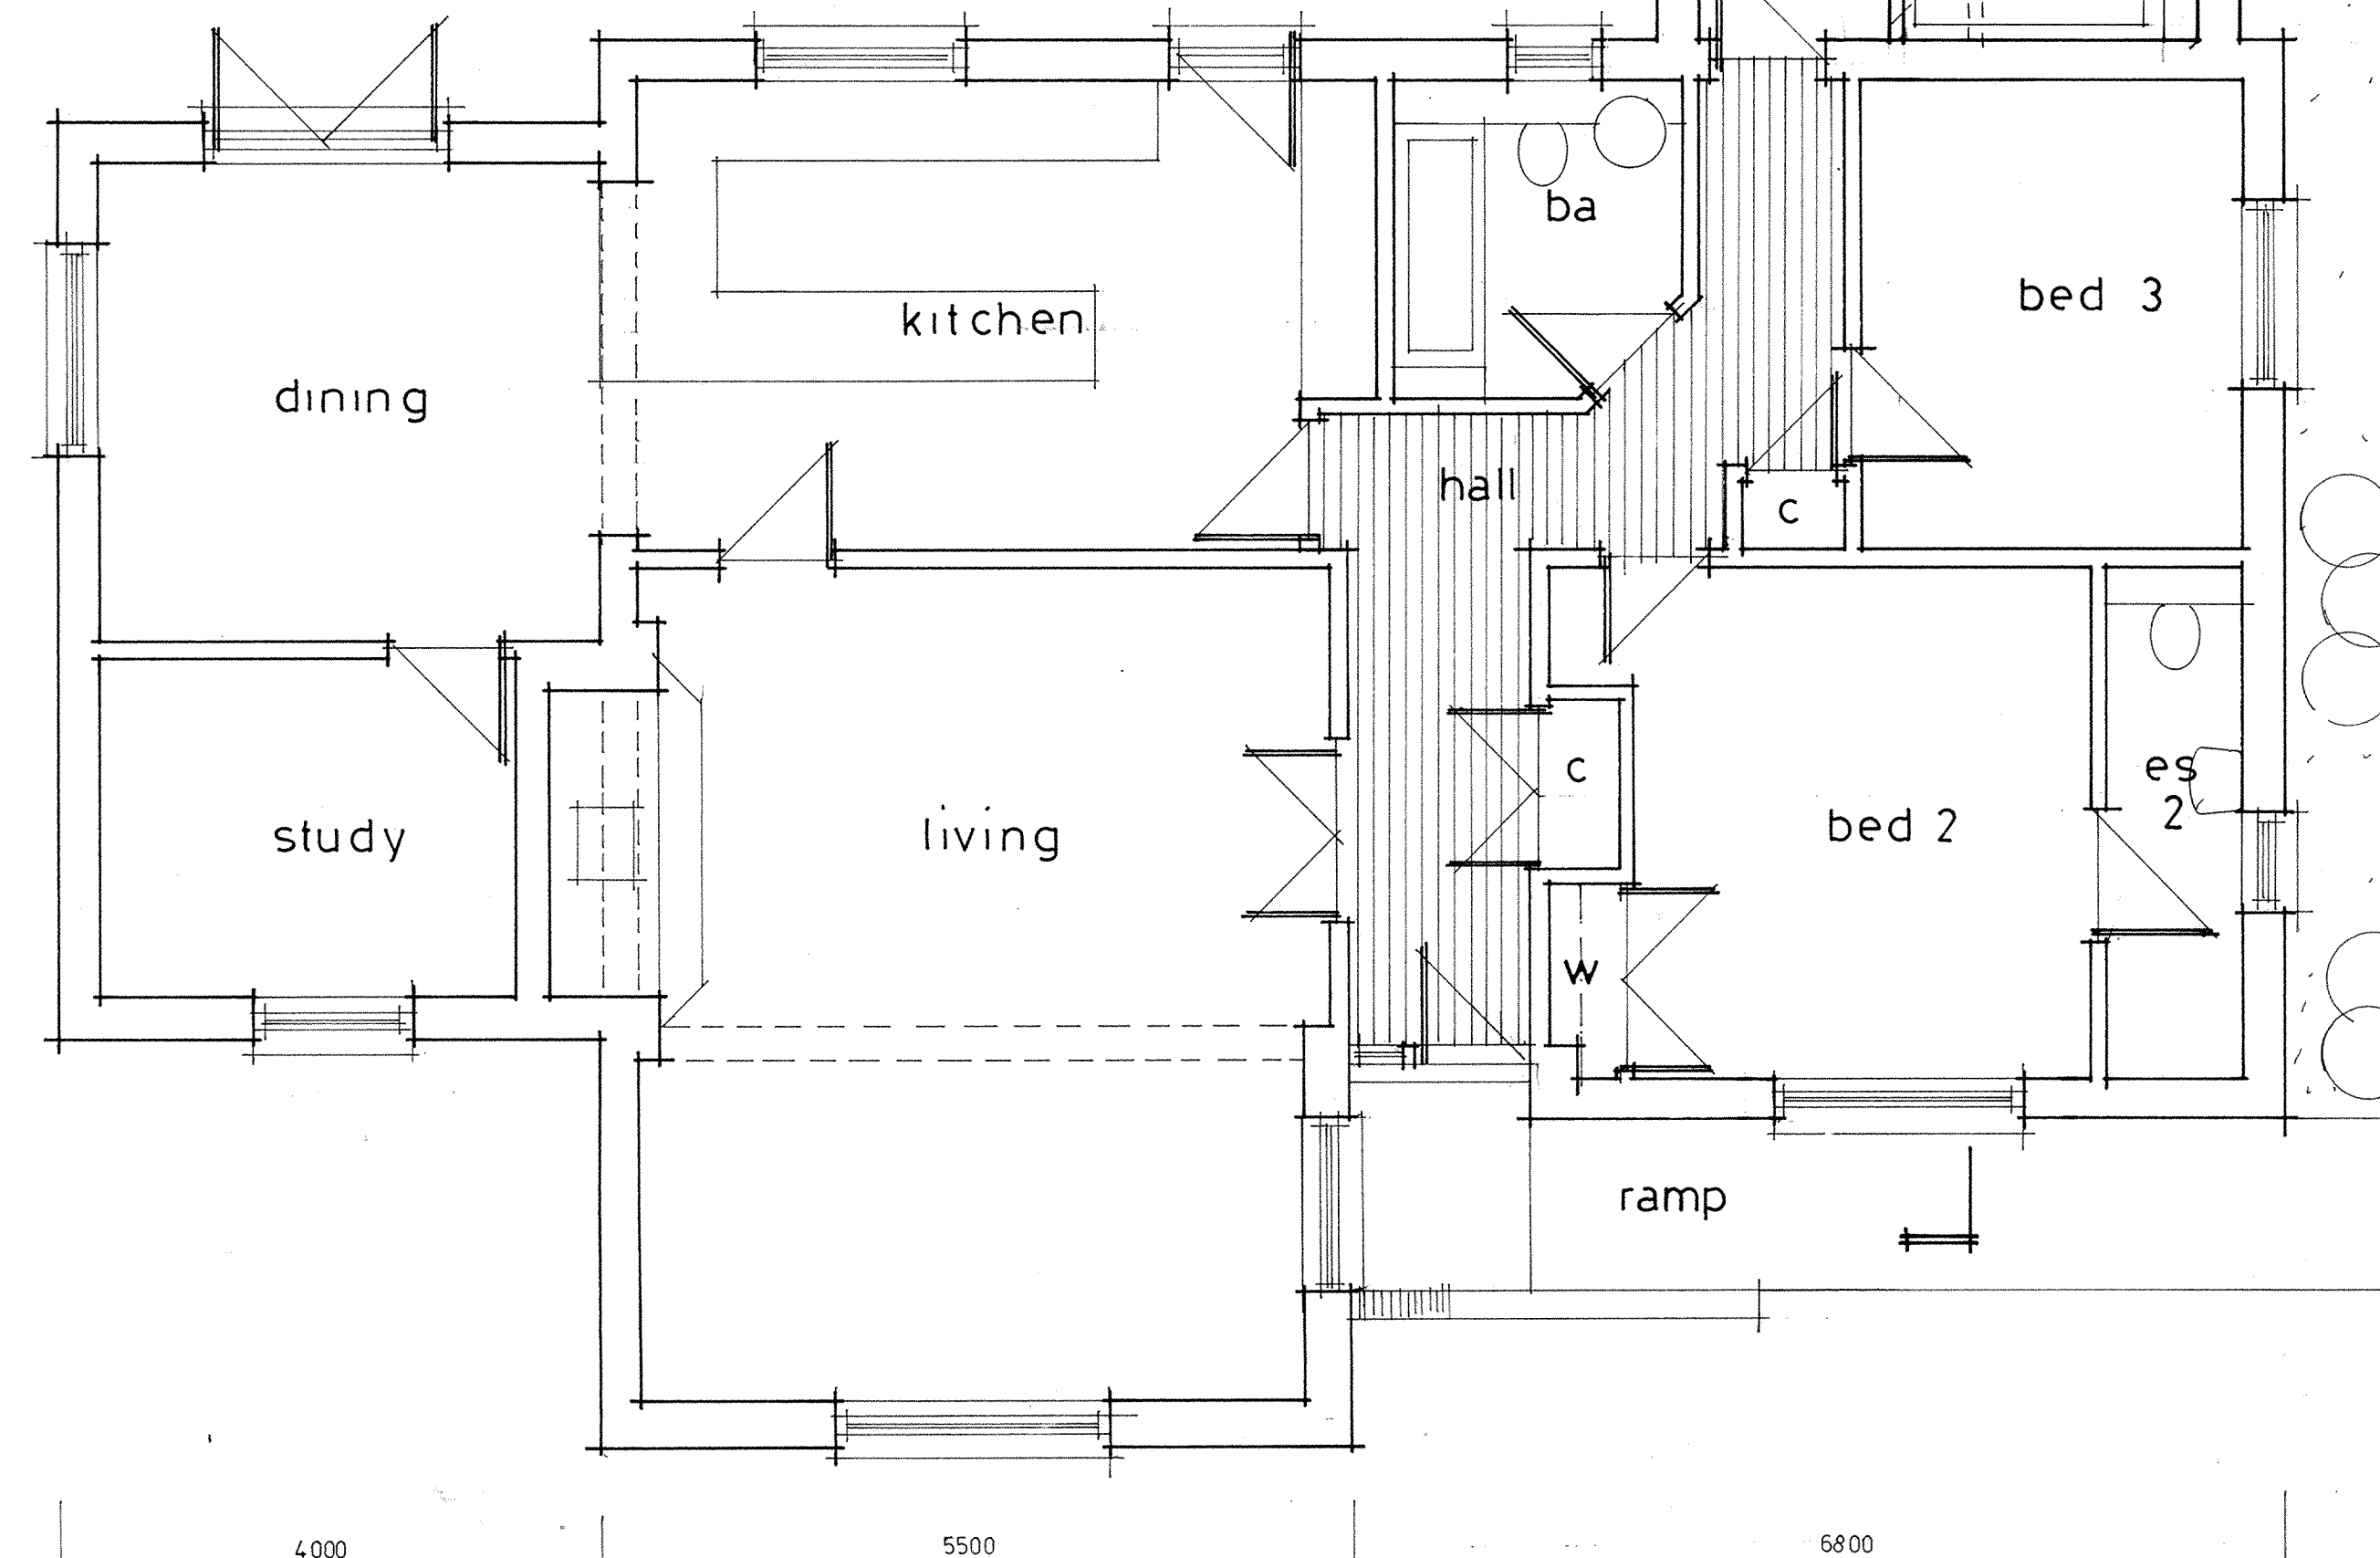 ba
bed 3
kitchen
dining
hall
c
c
es
2
study
living
bed 2
w
ramp
4000
5500
6800